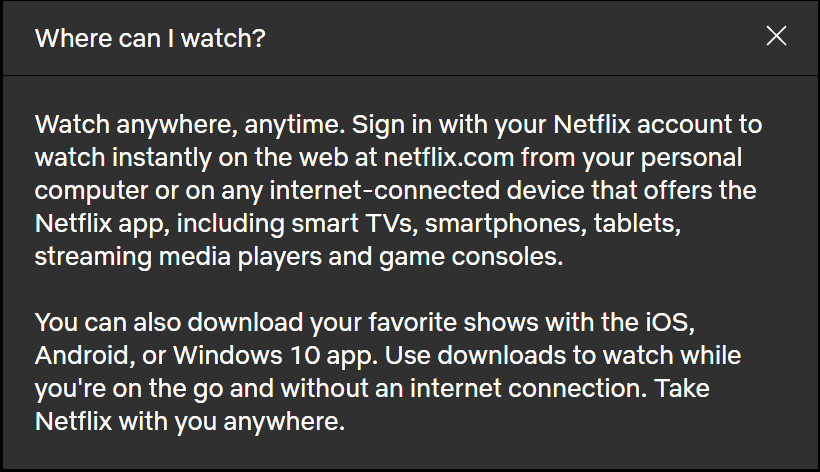 Where can I watch?
Watch anywhere, anytime. Sign in with your Netflix account to
watch instantly on the web at netflix.com from your personal
computer or on any internet-connected device that offers the
Netflix app, including smart TVs, smartphones, tablets,
streaming media players and game consoles.
You can also download your favorite shows with the iOS,
Android, or Windows 10 app. Use downloads to watch while
you're on the go and without an internet connection. Take
Netflix with you anywhere.